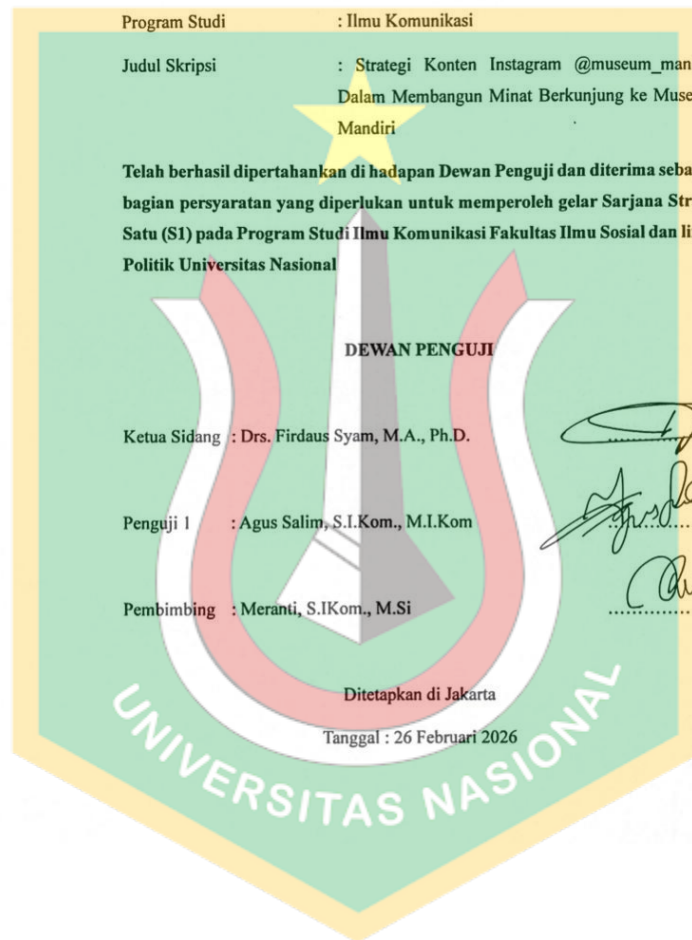 Program Studi : Ilmu Komunikasi
Judul Skripsi : Strategi Konten Instagram @museum_man
Dalam Membangun Minat Berkunjung ke Muse
Mandiri
Telah berhasil dipertahankan di hadapan Dewan Penguji dan diterima seba
bagian persyaratan yang diperlukan untuk memperoleh gelar Sarjana Str
Satu (S1) pada Program Studi Ilmu Komunikasi Fakultas Ilmu Sosial dan
Politik Universitas Nasional
DEWAN PENGUJI
Ketua Sidang : Drs. Firdaus Syam, M.A., Ph.D.
Penguji 1 : Agus Salim, S.I.Kom., M.I.Kom
Pembimbing : Meranti, S.IKom., M.Si
Ditetapkan di Jakarta
Tanggal : 26 Februari 2026
UNIVERSITAS NASIONAL